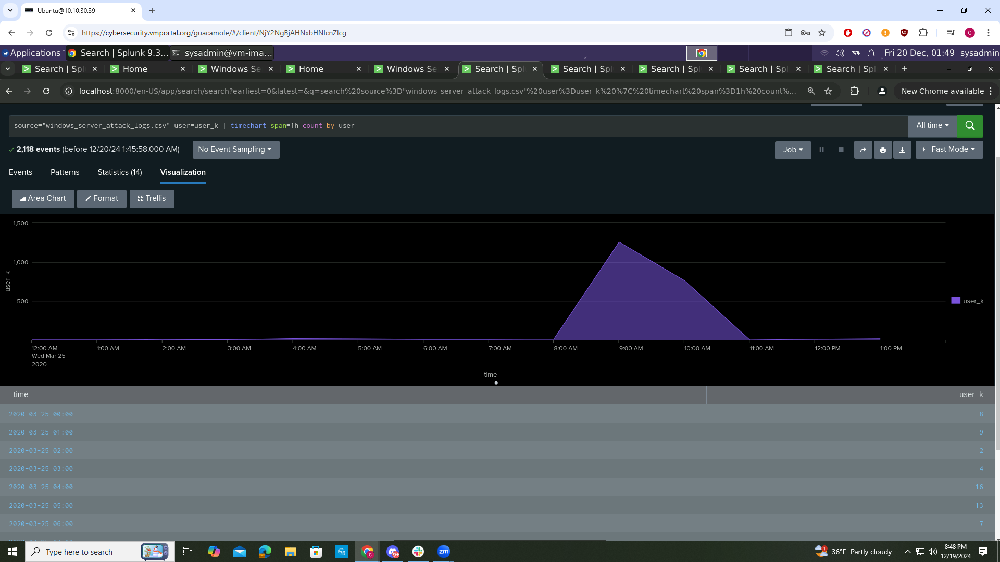 Ubuntu@10.10.30.39
https://cybersecurity.vmportal.org/guacamole/#/client/NjY2NgBjAHNxbHNlcnZlcg
C
Applications
Search | Splunk 9.3...
sysadmin@vm-ima...
Fri 20 Dec, 01:49 sysadmin
Search | Spl
Home
Windows Se
Home
Windows Se
Search | Spl
Search | Spl
Search | Spl
Search | Spl
Search | Spl
localhost:8000/en-US/app/search/search?earliest=0&latest=&q=search%20source%3D"windows_server_attack_logs.csv"%20user%3Duser_k%20%7C%20timechart%20span%3D1h%20count%...
New Chrome available
source="windows_server_attack_logs.csv" user=user_k | timechart span=1h count by user
All time
2,118 events (before 12/20/24 1:45:58.000 AM)
No Event Sampling
Job
Fast Mode
Events
Patterns
Statistics (14)
Visualization
Area Chart
Format
Trellis
1,500
1,000
500
user_k
user_k
12:00 AM
Wed Mar 25
2020
1:00 AM
2:00 AM
3:00 AM
4:00 AM
5:00 AM
6:00 AM
7:00 AM
8:00 AM
9:00 AM
10:00 AM
11:00 AM
12:00 PM
1:00 PM
_time
_time user_k
2020-03-25 00:00 8
2020-03-25 01:00 9
2020-03-25 02:00 2
2020-03-25 03:00 4
2020-03-25 04:00 16
2020-03-25 05:00 13
2020-03-25 06:00 7
Type here to search
C
9+
zm
1
36°F Partly cloudy
8:48 PM
12/19/2024